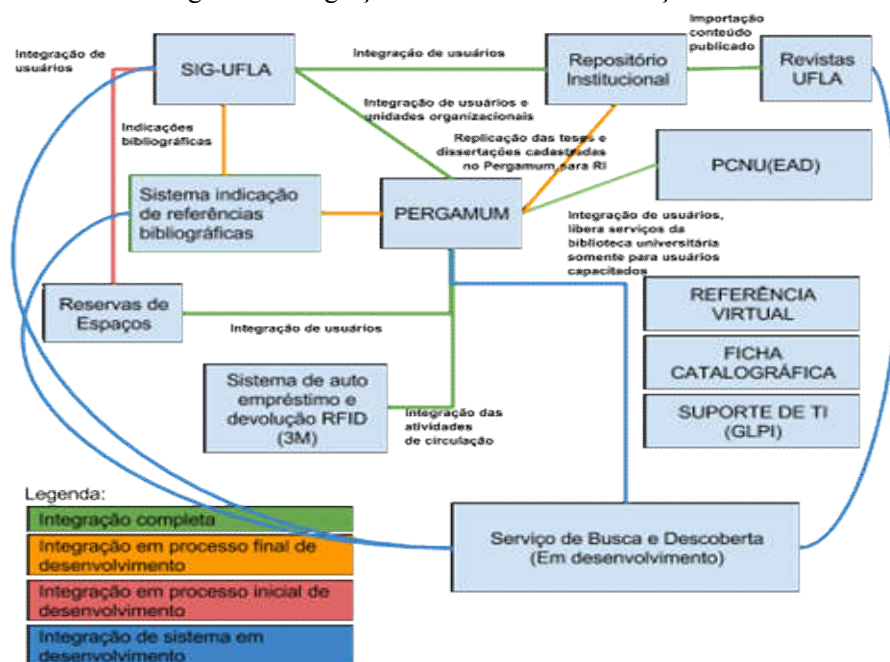 Importação
conteúdo
publicado
Integração de
usuários
SIG-UFLA
Integração de usuários
Repositório
Institucional
Revistas
UFLA
Indicações
bibliográficas
Integração de usuários e
unidades organizacionais
Replicação das teses e
dissertações cadastradas
no Pergamum para RI
PCNU(EAD)
Sistema indicação
de referências
bibliográficas
PERGAMUM
Integração de usuários,
libera serviços da
biblioteca universitária
somente para usuários
capacitados
Reservas de
Espaços
Integração de usuários
REFERÊNCIA
VIRTUAL
FICHA
CATALOGRÁFICA
SUPORTE DE TI
(GLPI)
Sistema de auto
empréstimo e
devolução RFID
(3M)
Integração das
atividades
de circulação
Serviço de Busca e Descoberta
(Em desenvolvimento)
Legenda:
Integração completa
Integração em processo final de
desenvolvimento
Integração em processo inicial de
desenvolvimento
Integração de sistema em
desenvolvimento